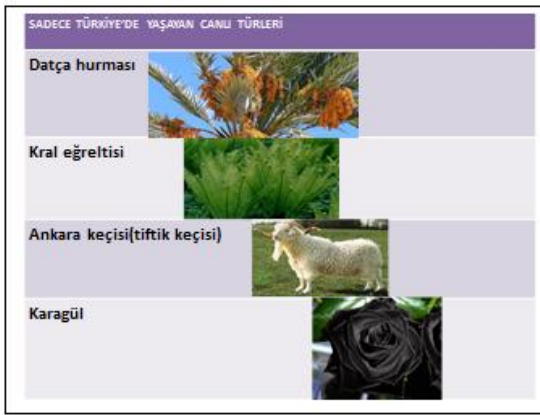 SADECE TÜRKİYE'DE YAŞAYAN CANLI TÜRLERİ
Datça hurması
Kral eğreltisi
Ankara keçisi(tiftik keçisi)
Karagül